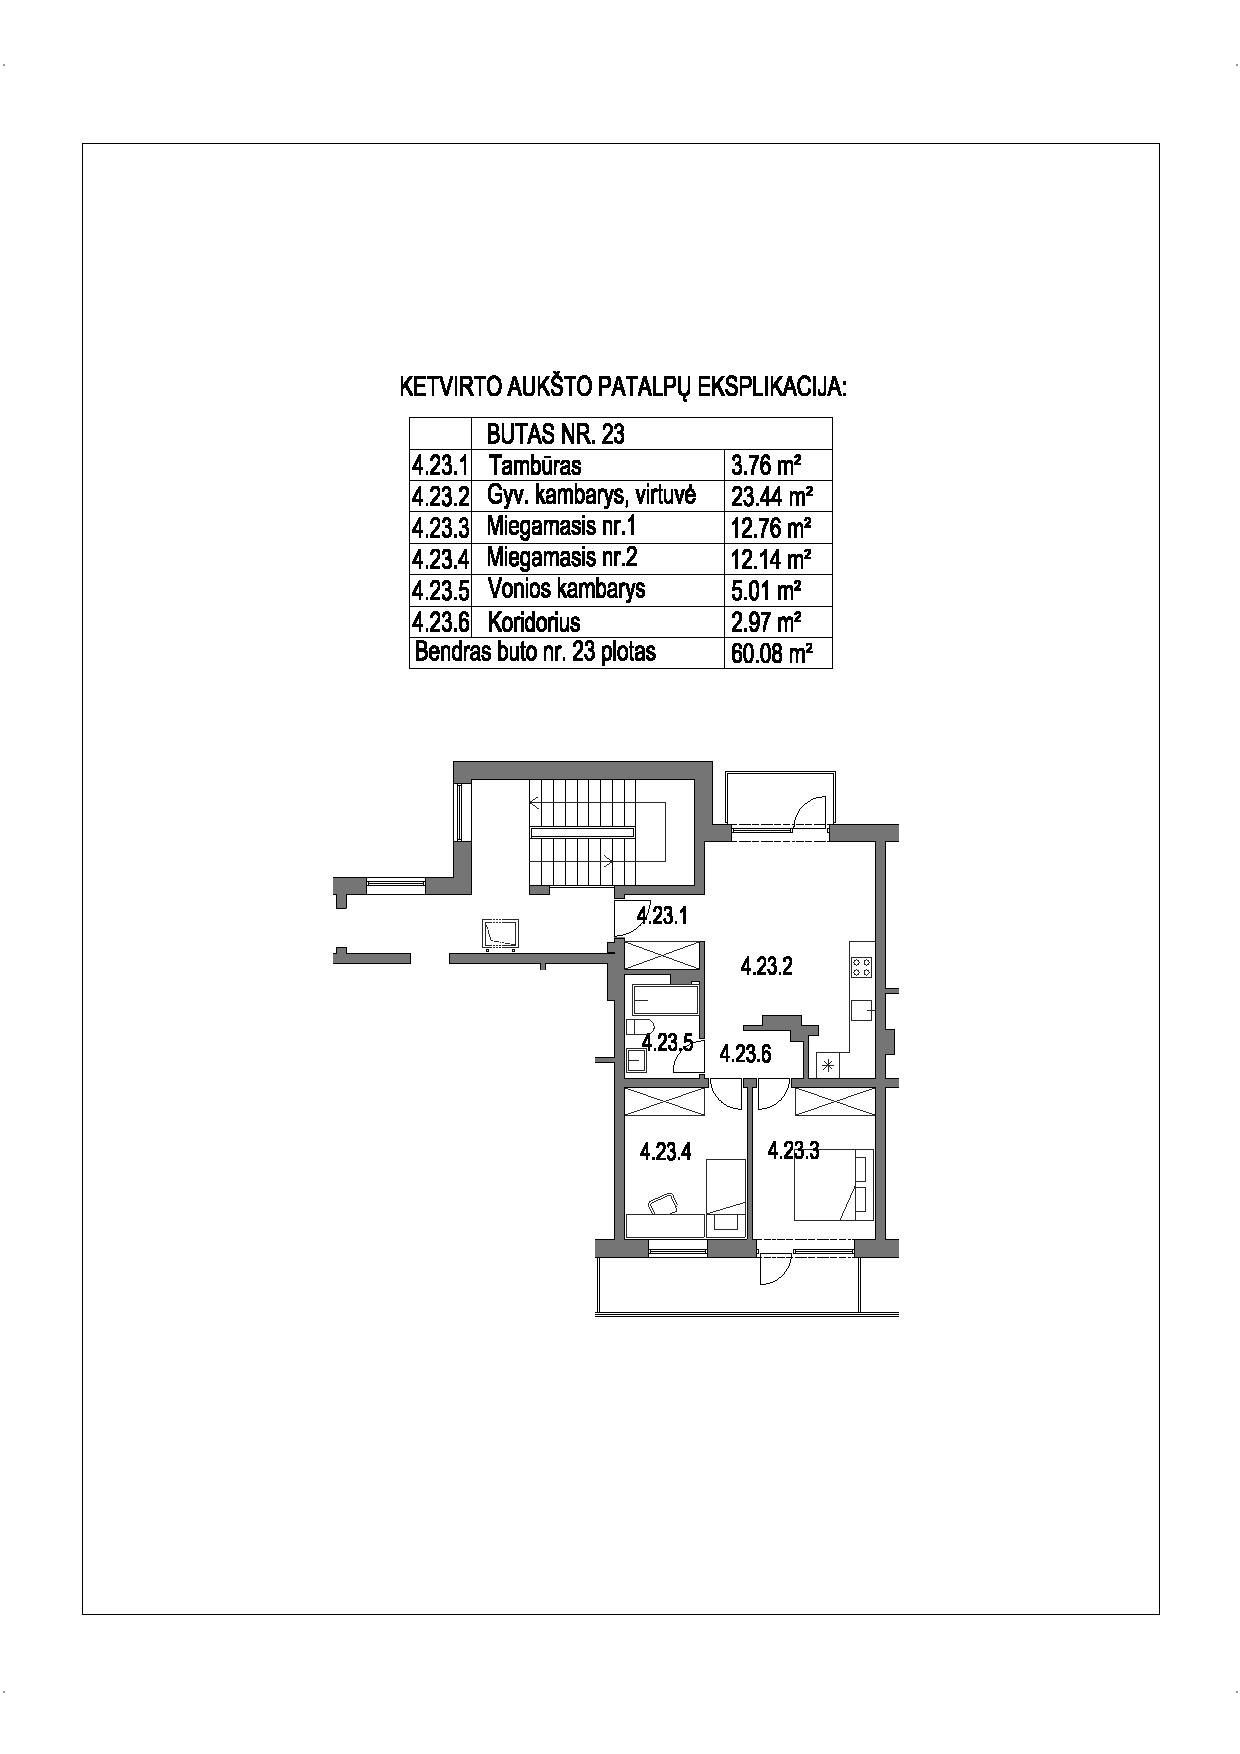 KETVIRTO AUKŠTO PATALPŲ EKSPLIKACIJA:
BUTAS NR. 23
4.23.1 Tambūras 3.76 m²
4.23.2 Gyv. kambarys, virtuvė 23.44 m²
4.23.3 Miegamasis nr.1 12.76 m²
4.23.4 Miegamasis nr.2 12.14 m²
4.23.5 Vonios kambarys 5.01 m²
4.23.6 Koridorius 2.97 m²
Bendras buto nr. 23 plotas 60.08 m²
4.23.1
4.23.2
4.23.5
4.23.6
4.23.4
4.23.3